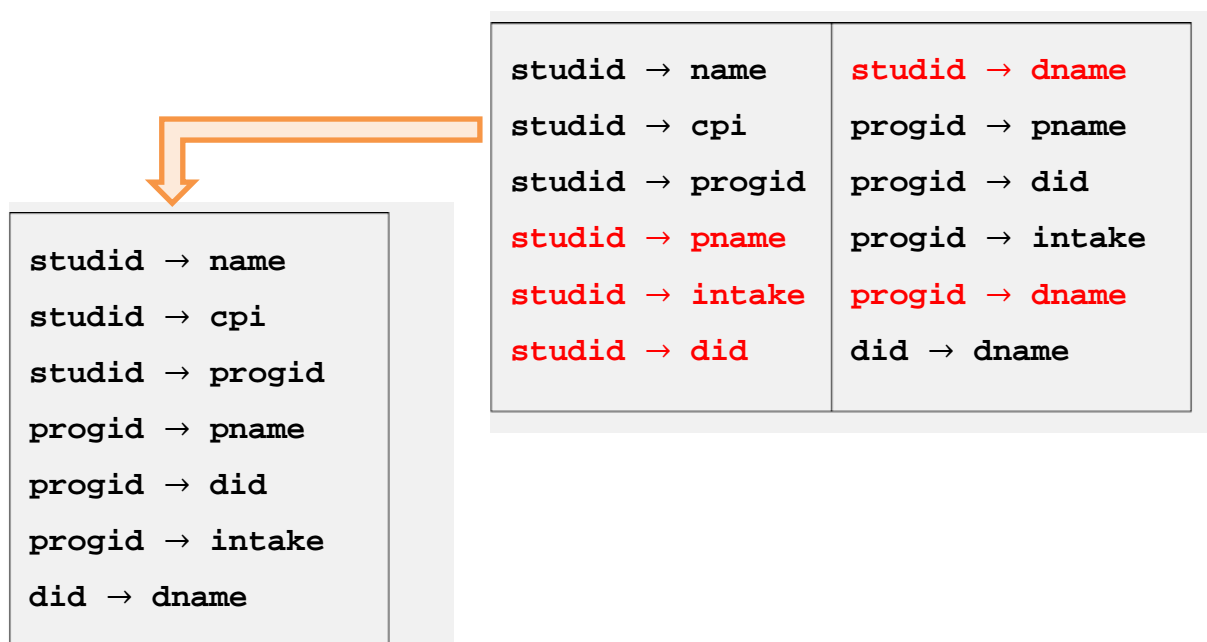 studid → name
studid → cpi
studid → progid
studid → pname
studid → intake
studid → did
studid → dname
progid → pname
progid → did
progid → intake
progid → dname
did → dname
studid → name
studid → cpi
studid → progid
progid → pname
progid → did
progid → intake
did → dname